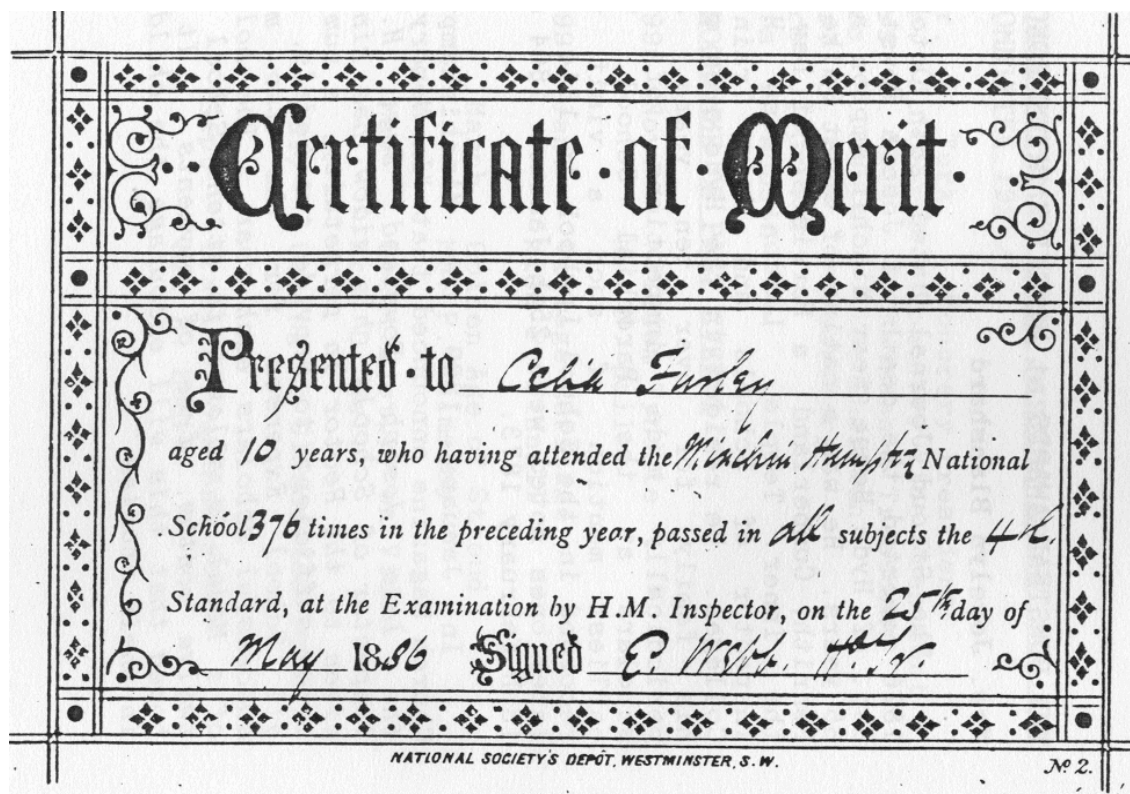 Certificate · of · Merit ·
Presented · to Celia Furley
aged 10 years, who having attended the Minchin Hampton National
School 376 times in the preceding year, passed in all subjects the 4th.
Standard, at the Examination by H.M. Inspector, on the 25th day of
May 1886 Signed
NATIONAL SOCIETY'S DEPÔT, WESTMINSTER, S.W.
No. 2.